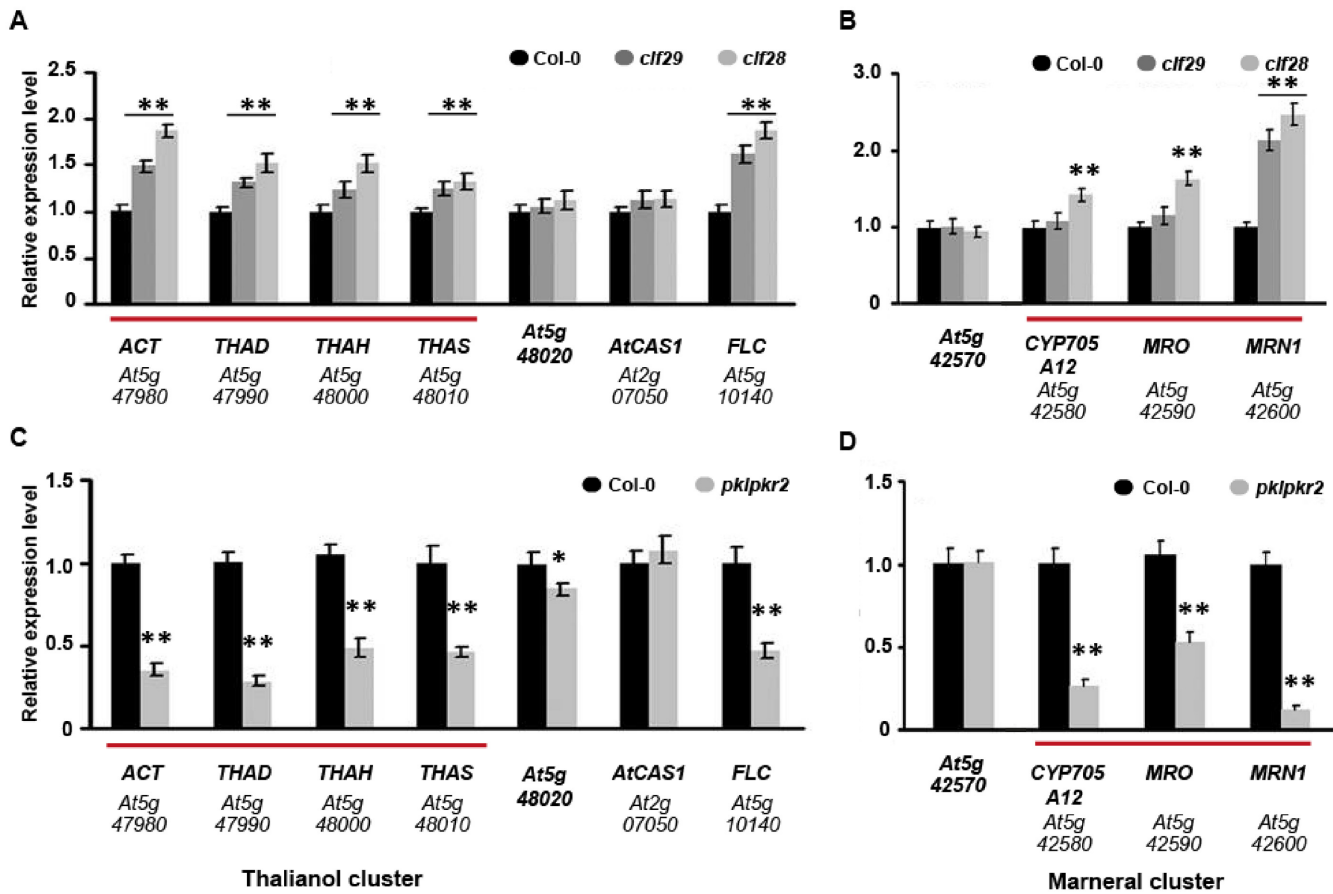 A
Col-0 clf29 clf28
Relative expression level
2.5
2.0
1.5
1.0
0.5
0
** ** ** ** **
ACT THAD THAH THAS At5g 48020 AtCAS1 FLC
At5g 47980 At5g 47990 At5g 48000 At5g 48010 At2g 07050 At5g 10140
B
Col-0 clf29 clf28
3.0
2.0
1.0
0
** ** **
At5g 42570 CYP705 A12 MRO MRN1
At5g 42580 At5g 42590 At5g 42600
C
Col-0 pklpkr2
Relative expression level
1.5
1.0
0.5
0
** ** ** ** * **
ACT THAD THAH THAS At5g 48020 AtCAS1 FLC
At5g 47980 At5g 47990 At5g 48000 At5g 48010 At2g 07050 At5g 10140
Thalianol cluster
D
Col-0 pklpkr2
1.5
1.0
0.5
0
** ** **
At5g 42570 CYP705 A12 MRO MRN1
At5g 42580 At5g 42590 At5g 42600
Marneral cluster